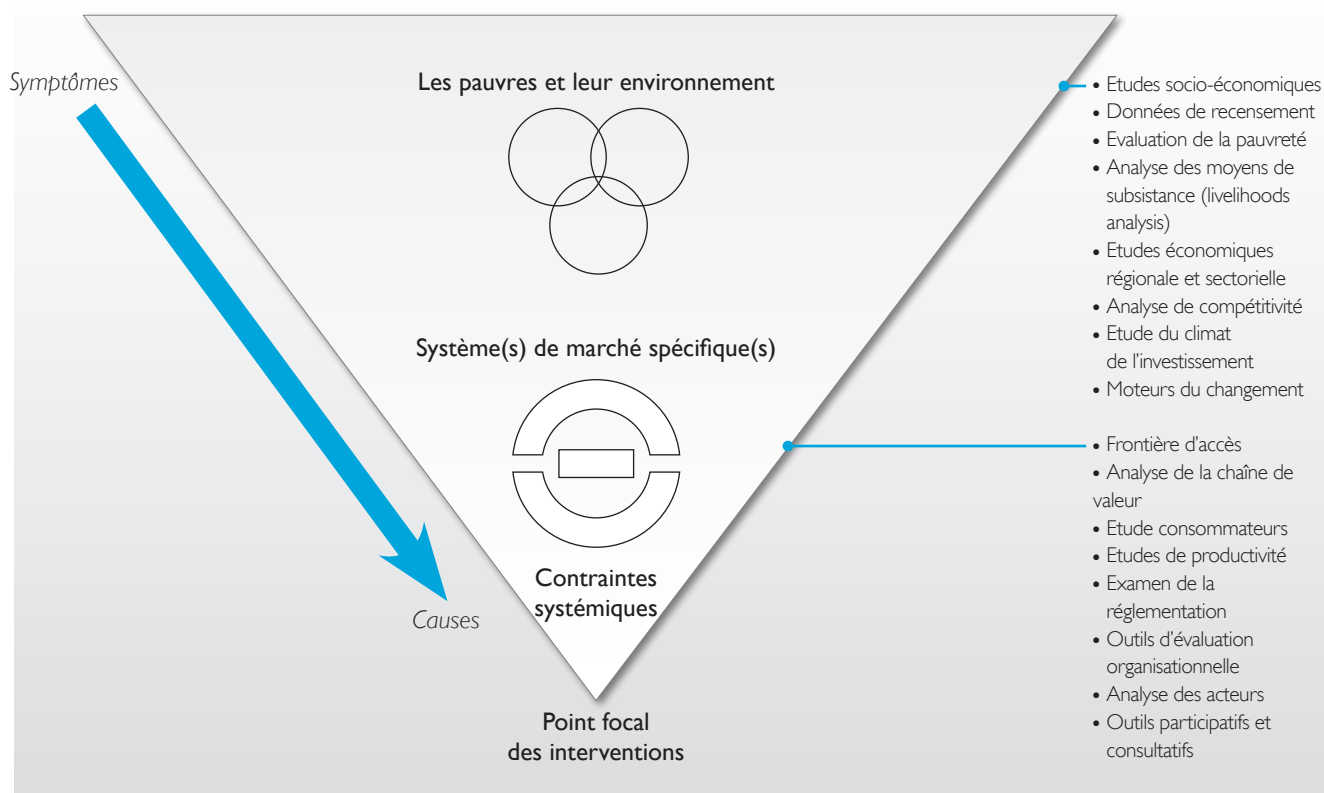 Symptômes
Les pauvres et leur environnement
Système(s) de marché spécifique(s)
Contraintes
systémiques
Causes
Point focal
des interventions
• Etudes socio-économiques
• Données de recensement
• Evaluation de la pauvreté
• Analyse des moyens de
subsistance (livelihoods
analysis)
• Etudes économiques
régionale et sectorielle
• Analyse de compétitivité
• Etude du climat
de l'investissement
• Moteurs du changement
• Frontière d'accès
• Analyse de la chaîne de
valeur
• Etude consommateurs
• Etudes de productivité
• Examen de la
réglementation
• Outils d'évaluation
organisationnelle
• Analyse des acteurs
• Outils participatifs et
consultatifs